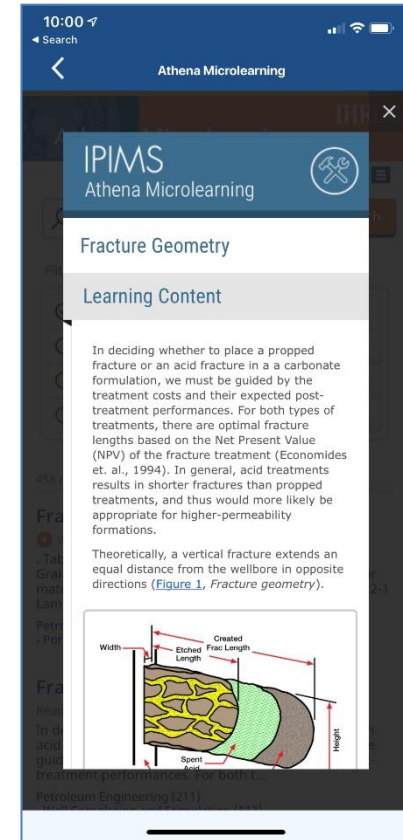 10:00
◀ Search
Athena Microlearning
IHR
IPIMS
Athena Microlearning
Fracture Geometry
Learning Content
In deciding whether to place a propped
fracture or an acid fracture in a a carbonate
formulation, we must be guided by the
treatment costs and their expected post-
treatment performances. For both types of
treatments, there are optimal fracture
lengths based on the Net Present Value
(NPV) of the fracture treatment (Economides
et. al., 1994). In general, acid treatments
results in shorter fractures than propped
treatments, and thus would more likely be
appropriate for higher-permeability
formations.
Theoretically, a vertical fracture extends an
equal distance from the wellbore in opposite
directions (Figure 1, Fracture geometry).
Width
Etched
Length
Created
Frac Length
Height
Spent
Acid
458
Fra
Fra
treatment performances. For both t...
Petroleum Engineering (211)